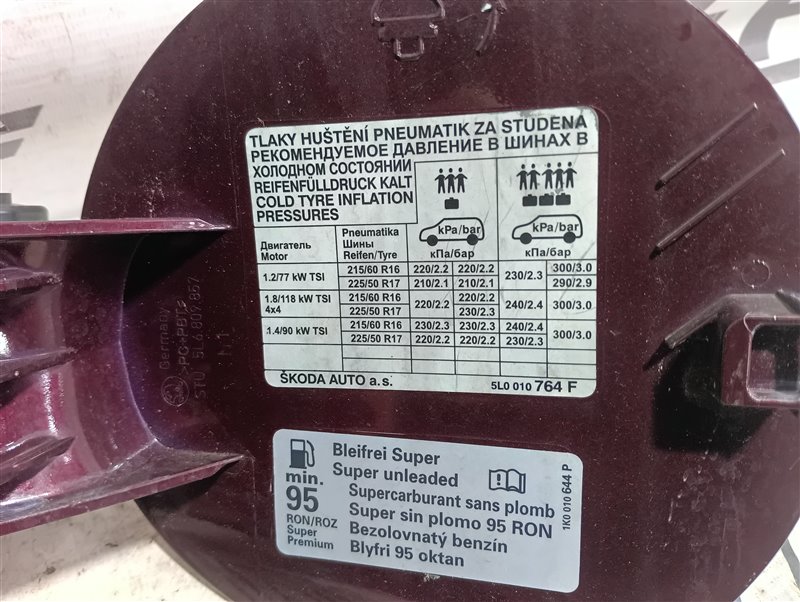 TLAKY HUŠTĚNÍ PNEUMATIK ZA STUDENA
РЕКОМЕНДУЕМОЕ ДАВЛЕНИЕ В ШИНАХ В
ХОЛОДНОМ СОСТОЯНИИ
REIFENFÜLLDRUCK KALT
COLD TYRE INFLATION
PRESSURES
kPa/bar kPa/bar
кПа/бар кПа/бар
Двигатель
Motor
Pneumatika
Шины
Reifen/Tyre
1.2/77 kW TSI 215/60 R16 220/2.2 220/2.2 230/2.3 300/3.0
225/50 R17 210/2.1 210/2.1 290/2.9
1.8/118 kW TSI 4x4 215/60 R16 220/2.2 220/2.2 240/2.4 300/3.0
225/50 R17 230/2.3
1.4/90 kW TSI 215/60 R16 230/2.3 230/2.3 240/2.4 300/3.0
225/50 R17 220/2.2 220/2.2 230/2.3
ŠKODA AUTO a.s. 5L0 010 764 F
Germany
>PC+PBT<
5L6 809 857
min.
95
RON/ROZ
Super
Premium
Bleifrei Super
Super unleaded
Supercarburant sans plomb
Super sin plomo 95 RON
Bezolovnatý benzín
Blyfri 95 oktan
1K0 010 644 P